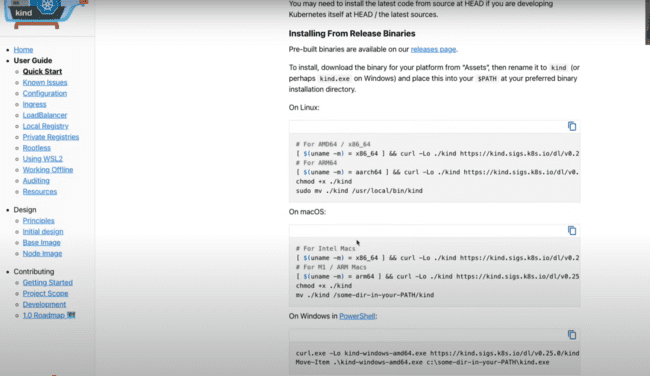 kind
Home
User Guide
Quick Start
Known Issues
Configuration
Ingress
LoadBalancer
Local Registry
Private Registries
Rootless
Using WSL2
Working Offline
Auditing
Resources
Design
Principles
Initial design
Base Image
Node Image
Contributing
Getting Started
Project Scope
Development
1.0 Roadmap
You may need to install the latest code from source at HEAD if you are developing
Kubernetes itself at HEAD / the latest sources.
Installing From Release Binaries
Pre-built binaries are available on our releases page.
To install, download the binary for your platform from "Assets", then rename it to kind (or
perhaps kind.exe on Windows) and place this into your $PATH at your preferred binary
installation directory.
On Linux:
# For AMD64 / x86_64
[ $(uname -m) = x86_64 ] && curl -Lo ./kind https://kind.sigs.k8s.io/dl/v0.2
# For ARM64
[ $(uname -m) = aarch64 ] && curl -Lo ./kind https://kind.sigs.k8s.io/dl/v0.
chmod +x ./kind
sudo mv ./kind /usr/local/bin/kind
On macOS:
# For Intel Macs
[ $(uname -m) = x86_64 ] && curl -Lo ./kind https://kind.sigs.k8s.io/dl/v0.2
# For M1 / ARM Macs
[ $(uname -m) = arm64 ] && curl -Lo ./kind https://kind.sigs.k8s.io/dl/v0.25
chmod +x ./kind
mv ./kind /some-dir-in-your-PATH/kind
On Windows in PowerShell:
curl.exe -Lo kind-windows-amd64.exe https://kind.sigs.k8s.io/dl/v0.25.0/kind
Move-Item .\kind-windows-amd64.exe c:\some-dir-in-your-PATH\kind.exe